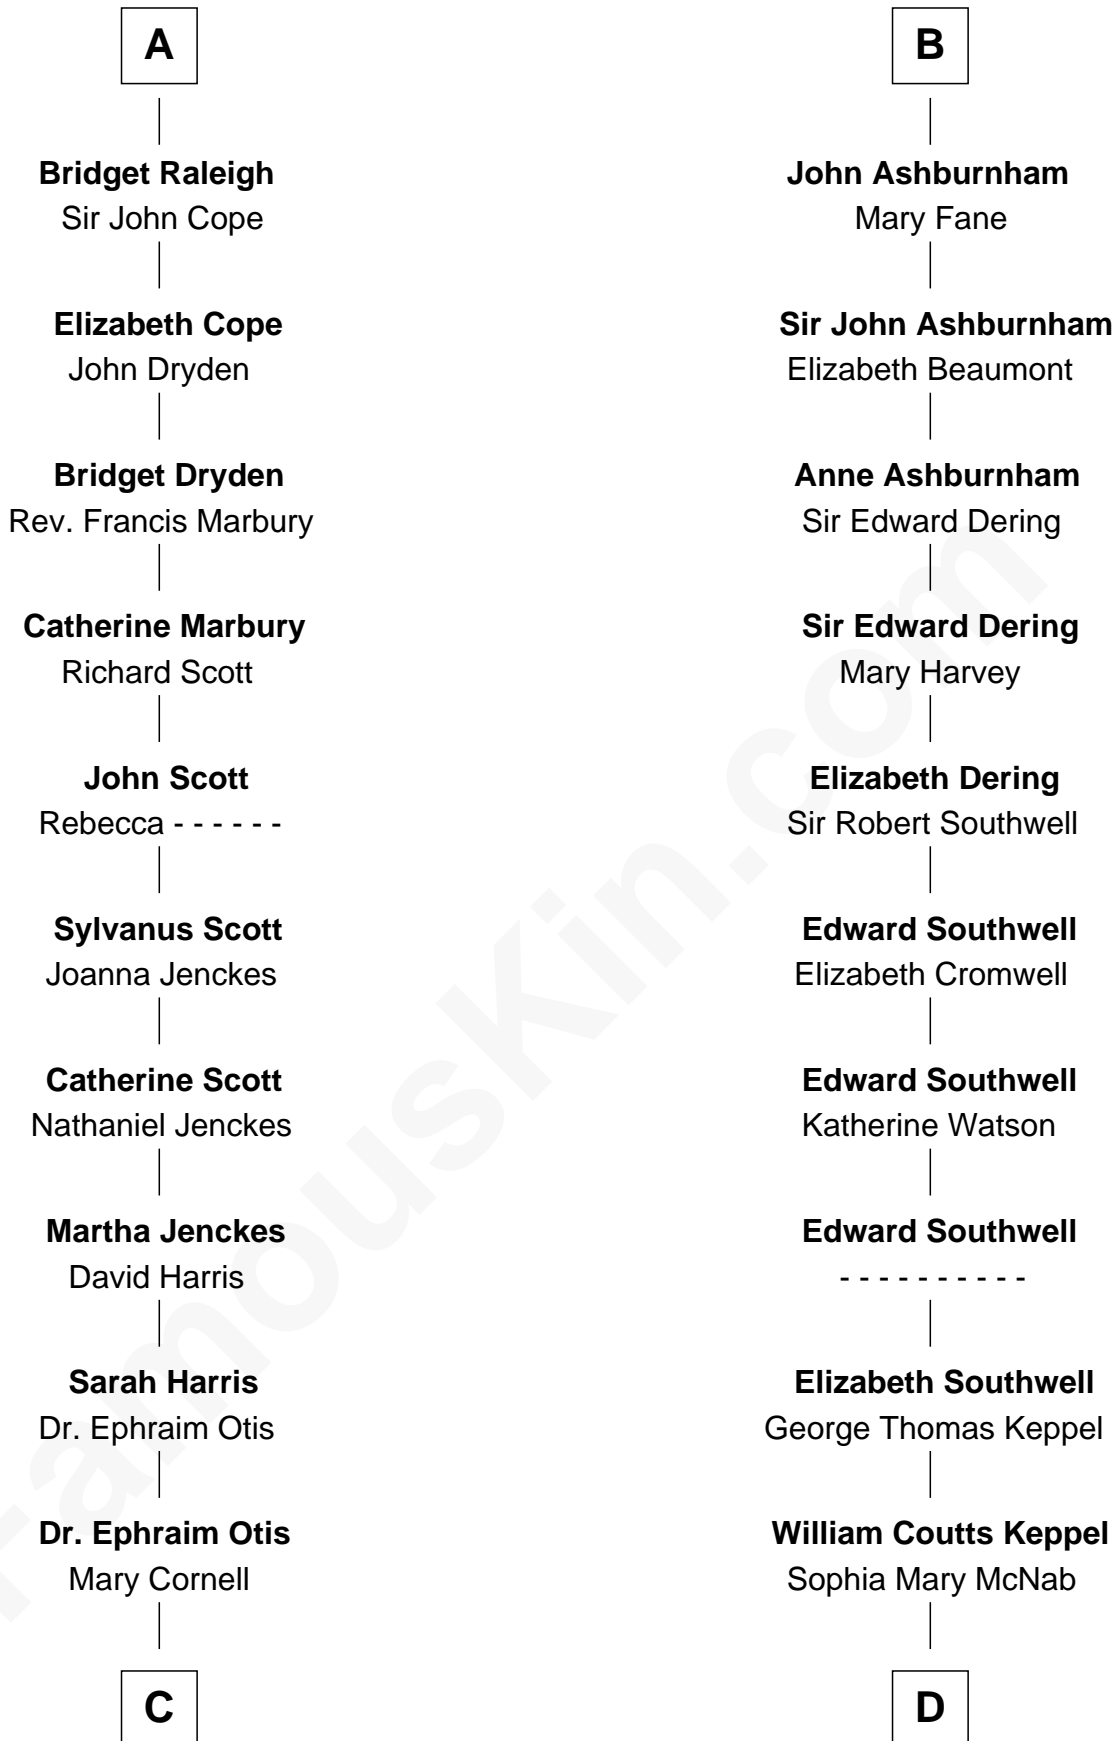 A
Bridget Raleigh
Sir John Cope
Elizabeth Cope
John Dryden
Bridget Dryden
Rev. Francis Marbury
Catherine Marbury
Richard Scott
John Scott
Rebecca - - - - - -
Sylvanus Scott
Joanna Jenckes
Catherine Scott
Nathaniel Jenckes
Martha Jenckes
David Harris
Sarah Harris
Dr. Ephraim Otis
Dr. Ephraim Otis
Mary Cornell
C
B
John Ashburnham
Mary Fane
Sir John Ashburnham
Elizabeth Beaumont
Anne Ashburnham
Sir Edward Dering
Sir Edward Dering
Mary Harvey
Elizabeth Dering
Sir Robert Southwell
Edward Southwell
Elizabeth Cromwell
Edward Southwell
Katherine Watson
Edward Southwell
- - - - - - - - - -
Elizabeth Southwell
George Thomas Keppel
William Coutts Keppel
Sophia Mary McNab
D
FamousKin.com